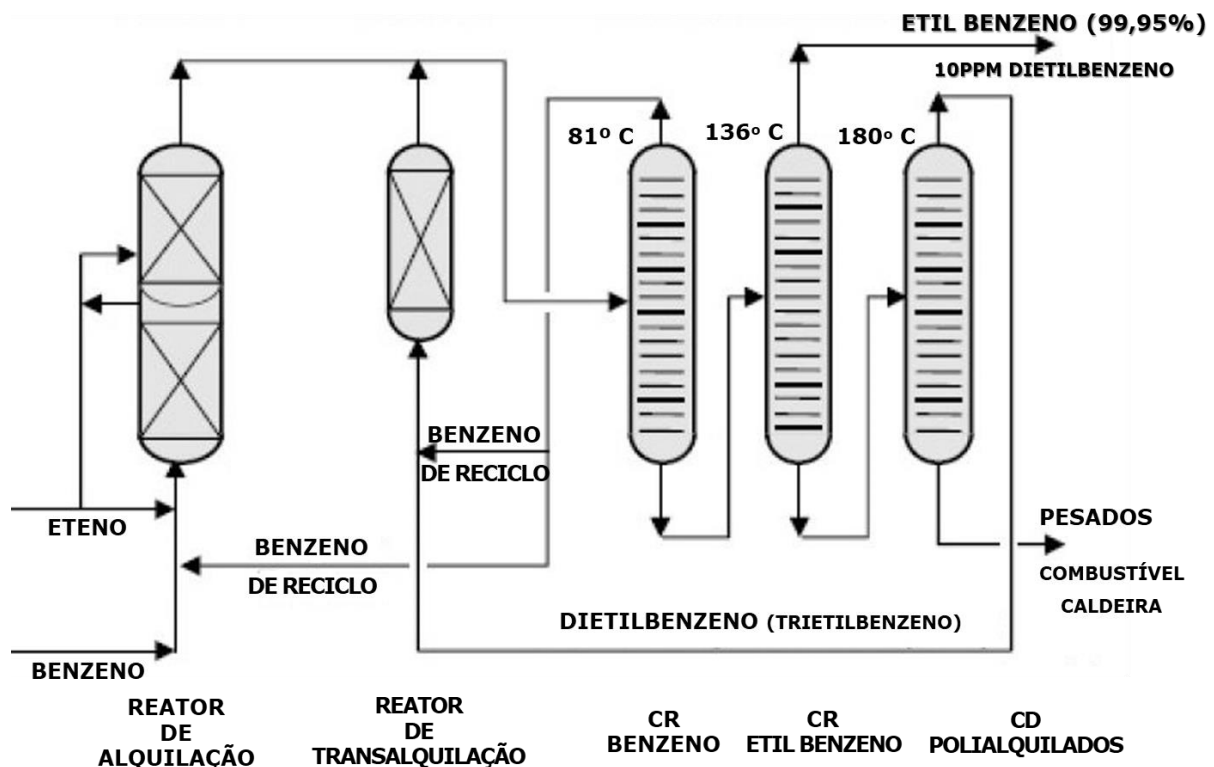 ETIL BENZENO (99,95%)
10PPM DIETILBENZENO
81º C
136º C
180º C
BENZENO
DE RECICLO
ETENO
BENZENO
DE RECICLO
PESADOS
COMBUSTÍVEL
CALDEIRA
DIETILBENZENO (TRIETILBENZENO)
BENZENO
REATOR
DE
ALQUILAÇÃO
REATOR
DE
TRANSALQUILAÇÃO
CR
BENZENO
CR
ETIL BENZENO
CD
POLIALQUILADOS